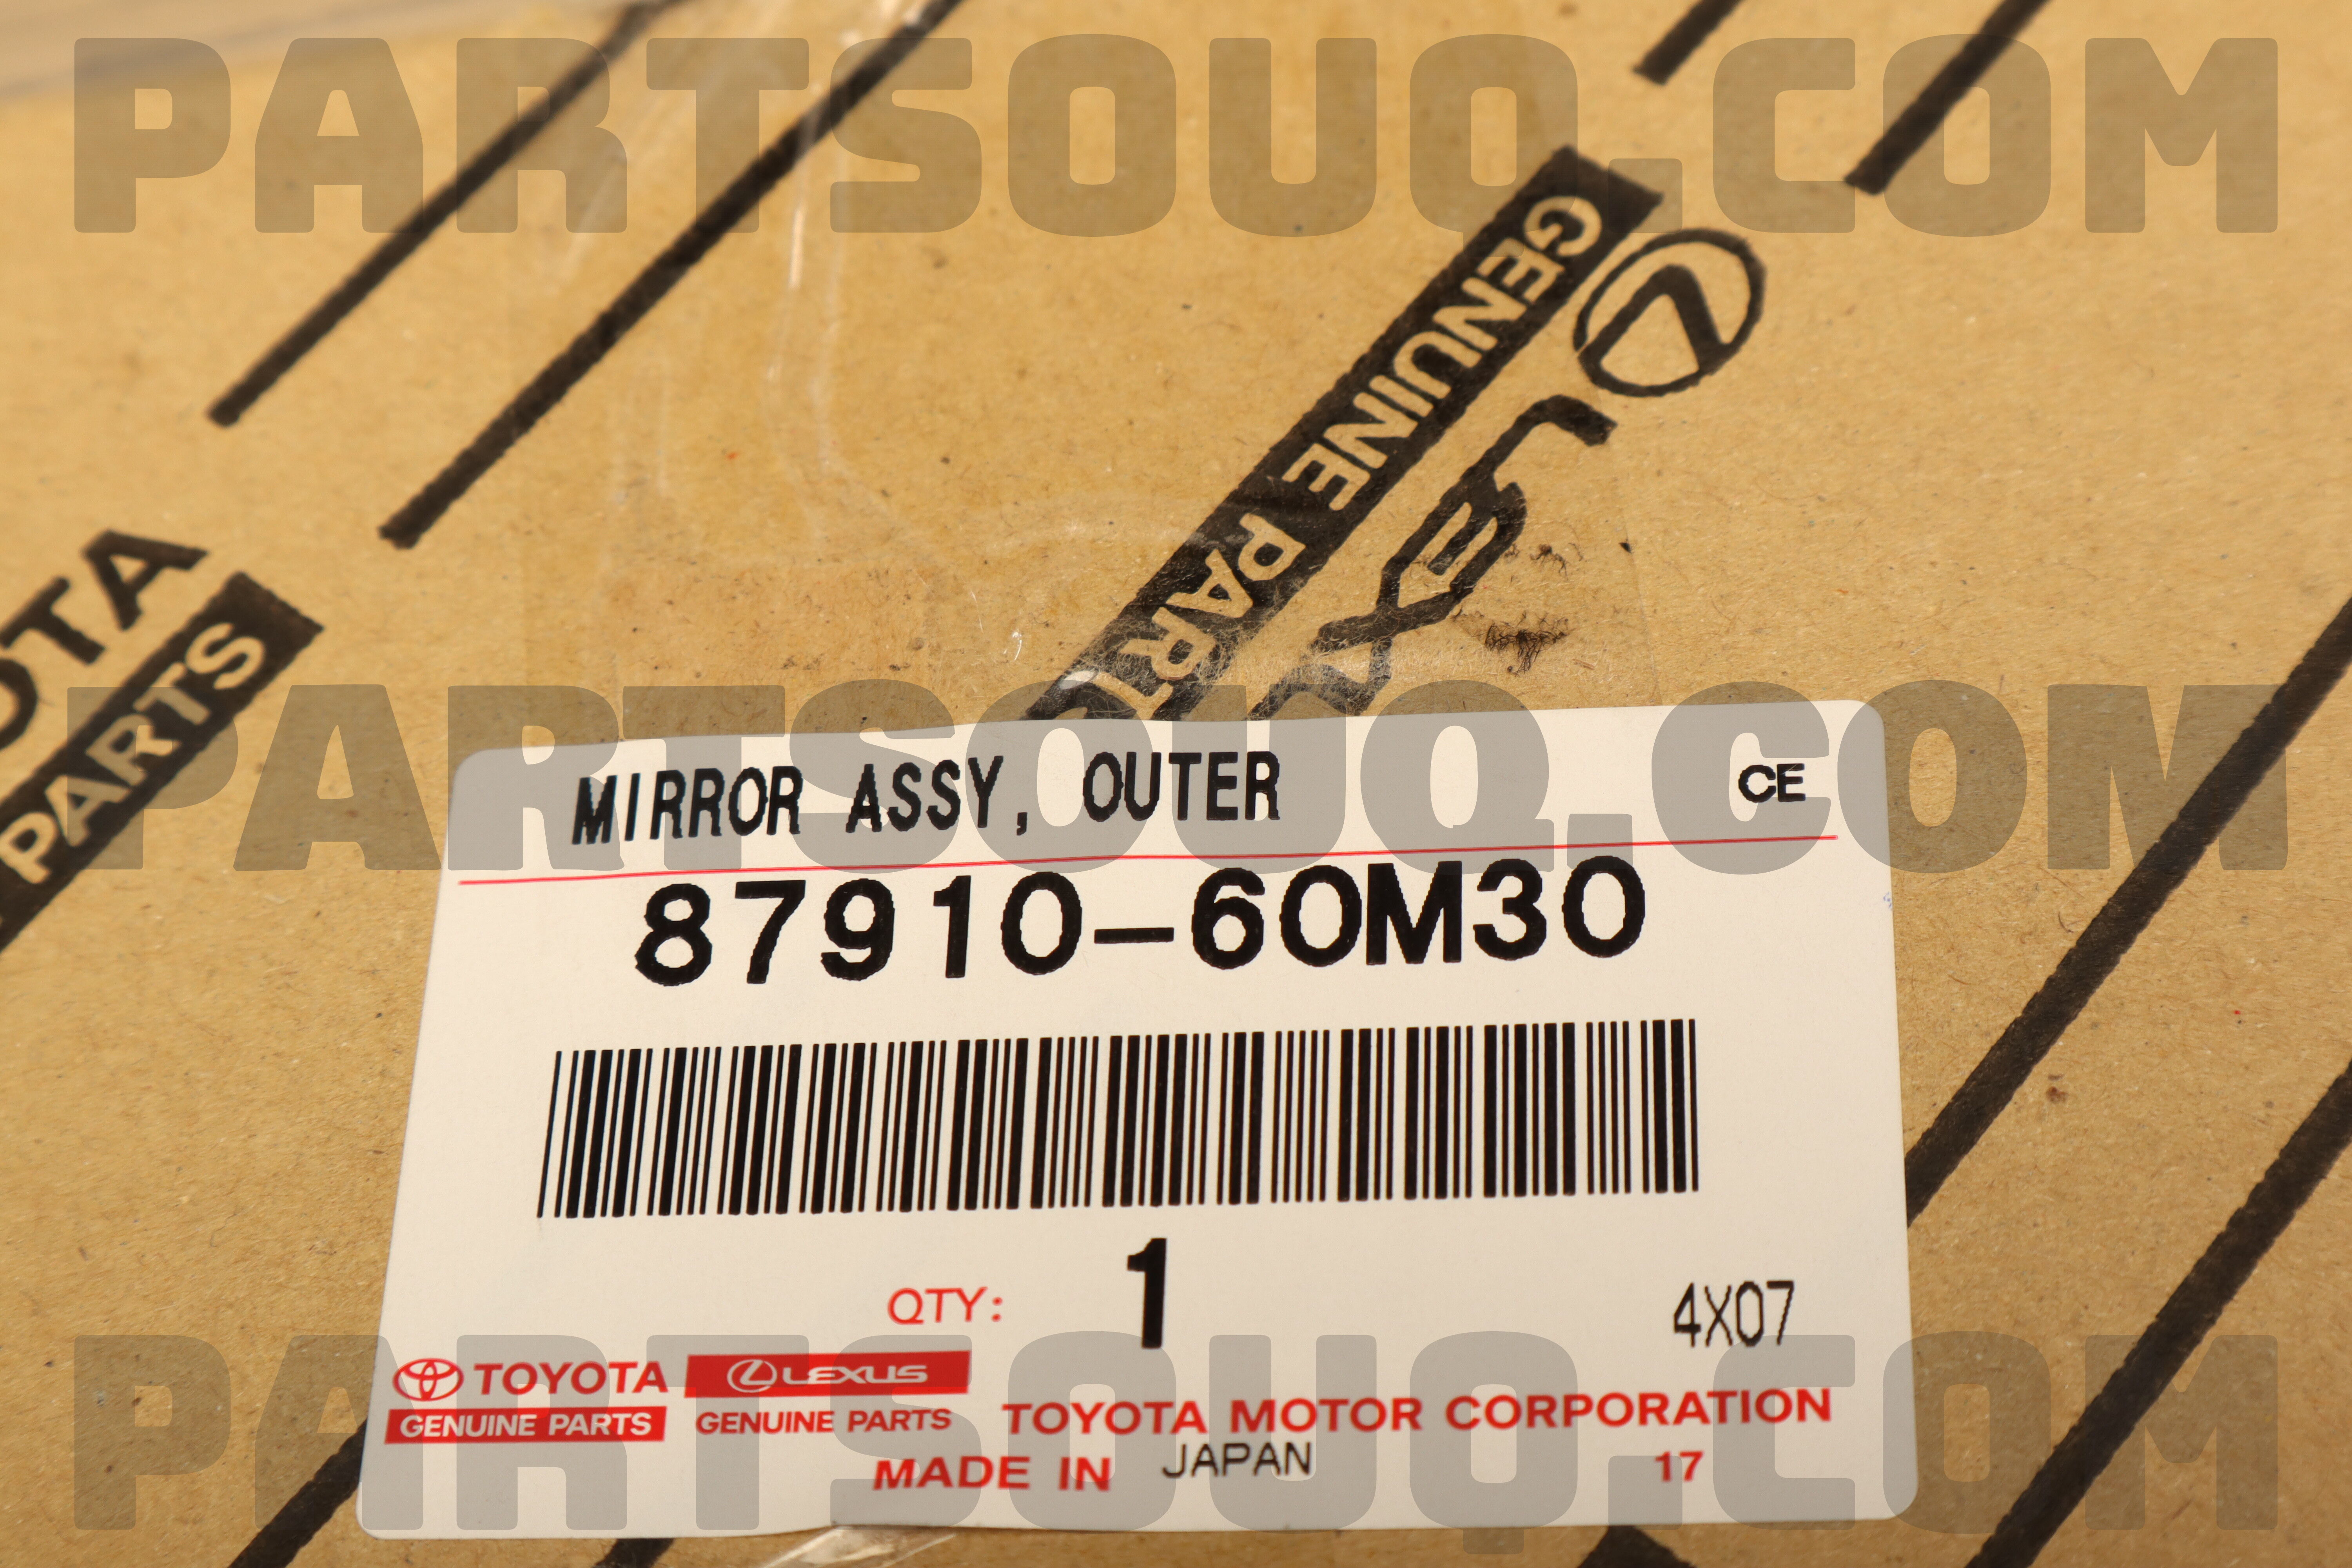 PARTSOUQ.COM
GENUINE PARTS
LEXUS
TOYOTA
PARTS
PARTSOUQ.COM
MIRROR ASSY, OUTER
CE
87910-60M30
QTY: 1
4X07
TOYOTA
GENUINE PARTS
LEXUS
GENUINE PARTS
TOYOTA MOTOR CORPORATION
MADE IN JAPAN
17
PARTSOUQ.COM